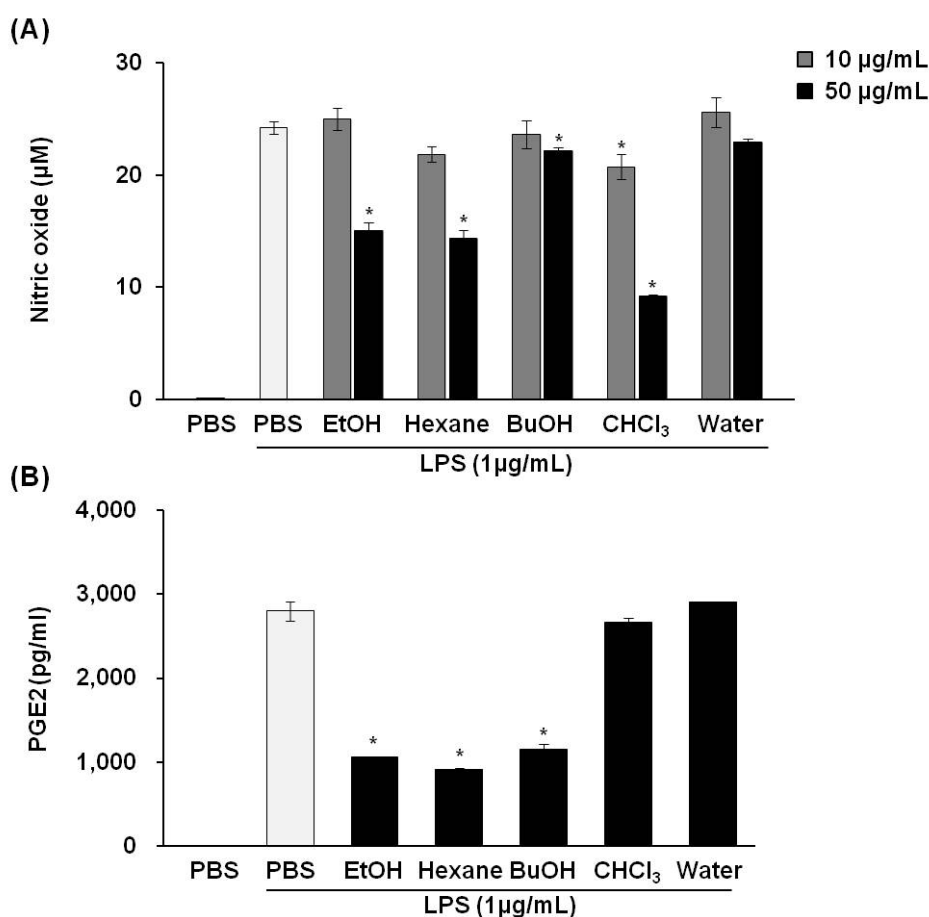 (A)
30
20
10
0
Nitric oxide (µM)
10 µg/mL
50 µg/mL
* * * * *
PBS PBS EtOH Hexane BuOH CHCl₃ Water
LPS (1µg/mL)
(B)
4,000
3,000
2,000
1,000
0
PGE2 (pg/ml)
* * *
PBS PBS EtOH Hexane BuOH CHCl₃ Water
LPS (1µg/mL)